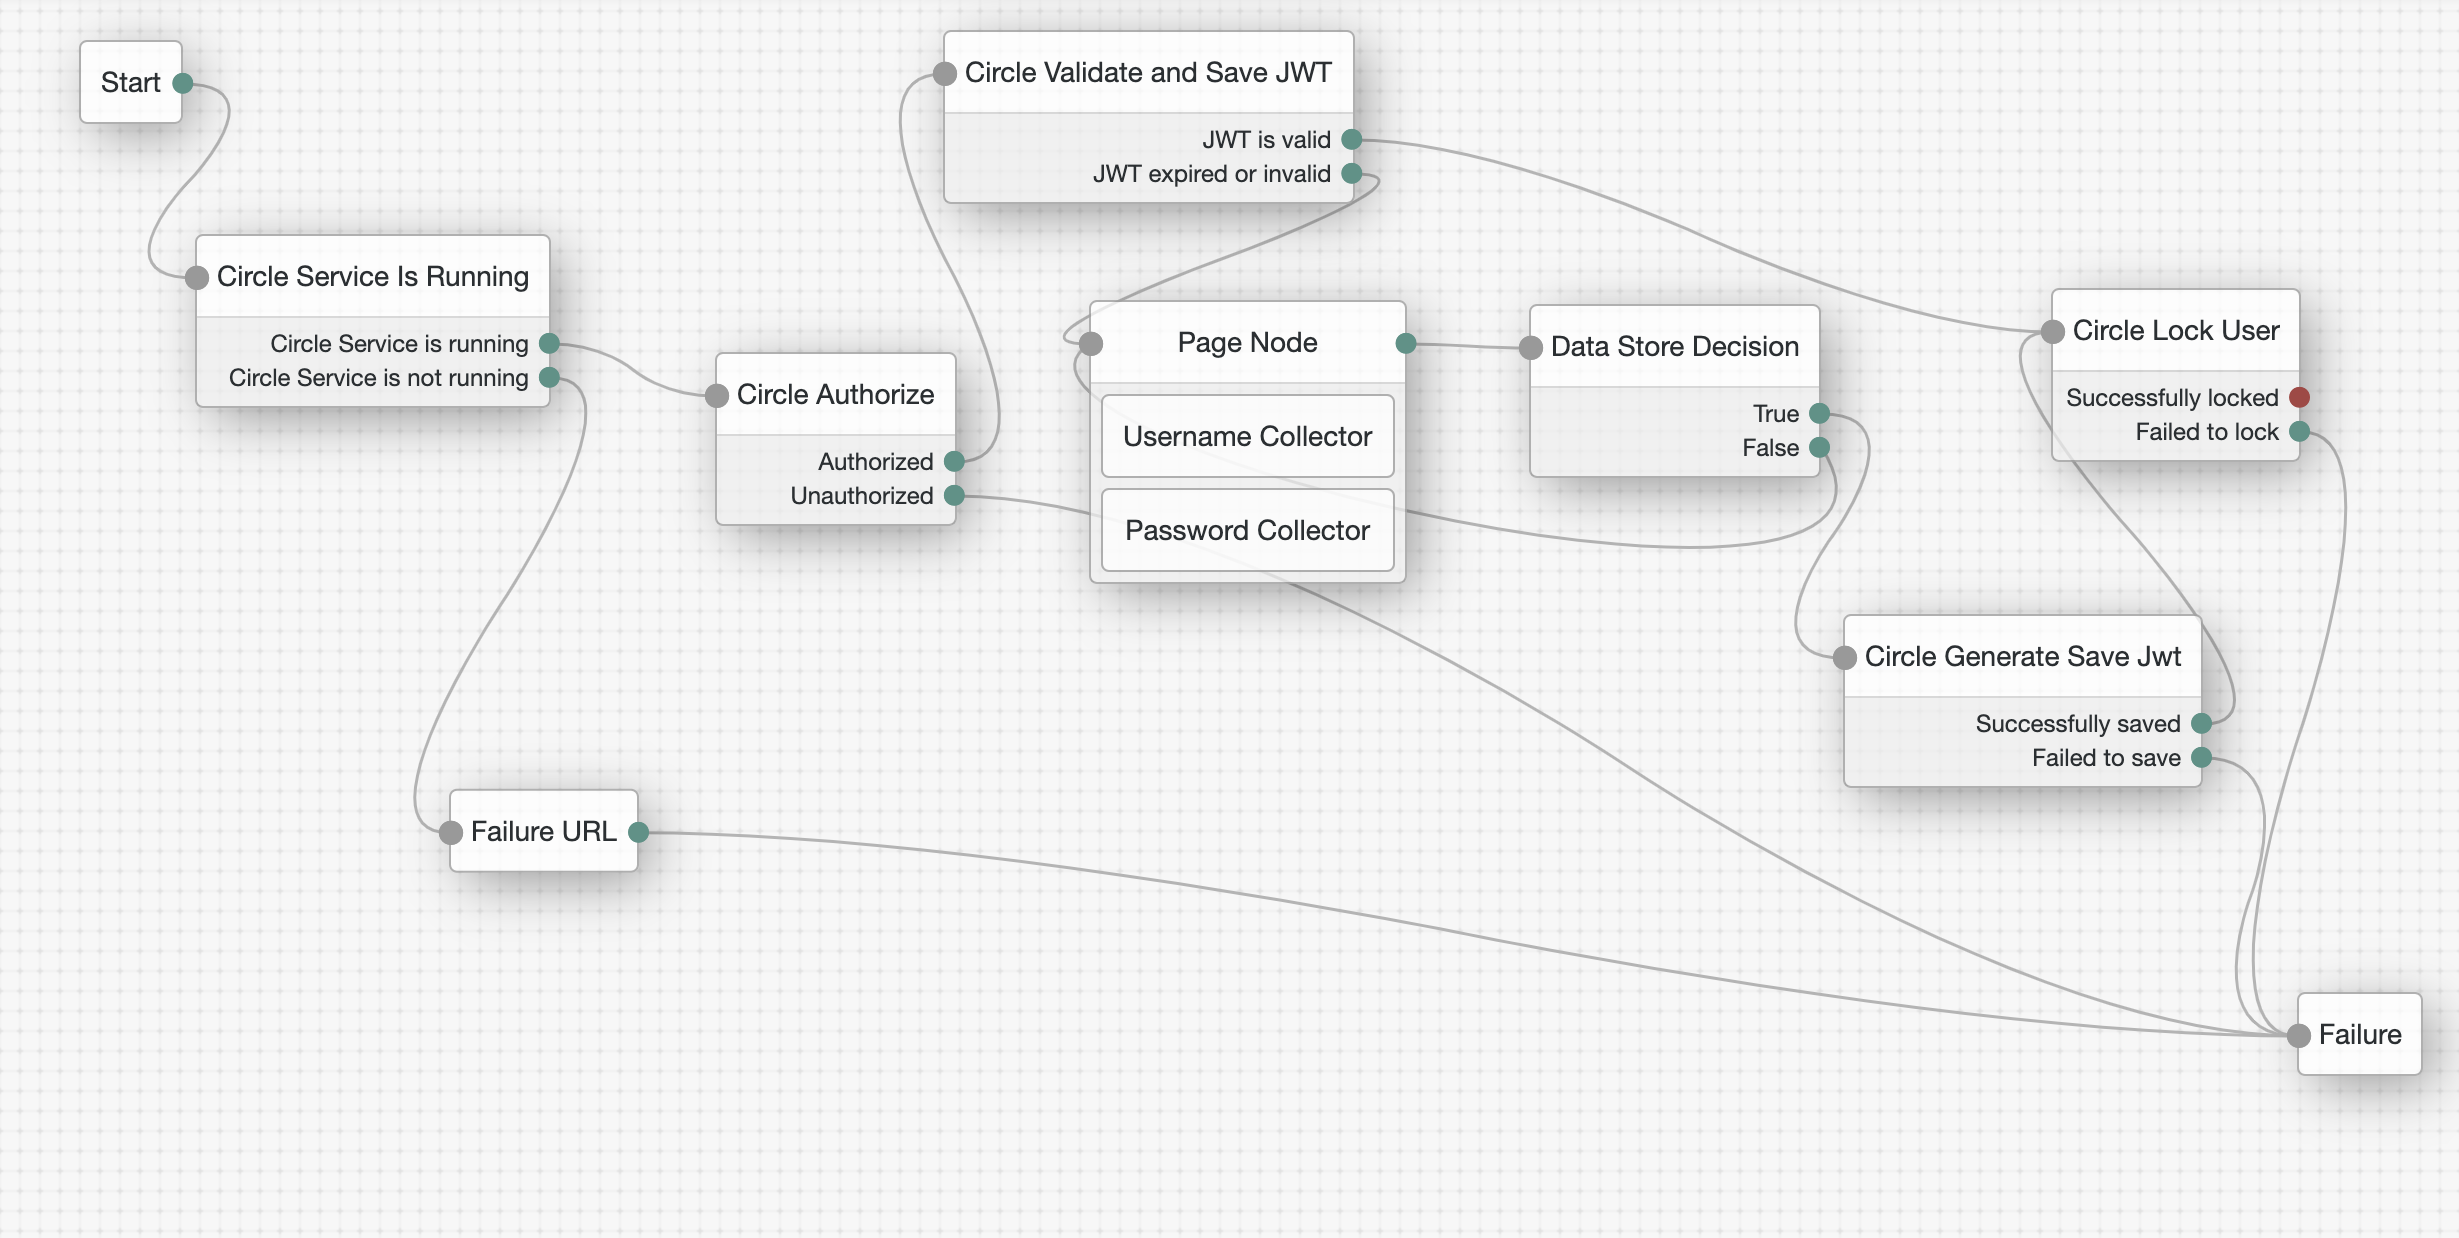 Start
Circle Validate and Save JWT
JWT is valid
JWT expired or invalid
Circle Service Is Running
Circle Service is running
Circle Service is not running
Circle Authorize
Authorized
Unauthorized
Page Node
Username Collector
Password Collector
Data Store Decision
True
False
Circle Lock User
Successfully locked
Failed to lock
Circle Generate Save Jwt
Successfully saved
Failed to save
Failure URL
Failure